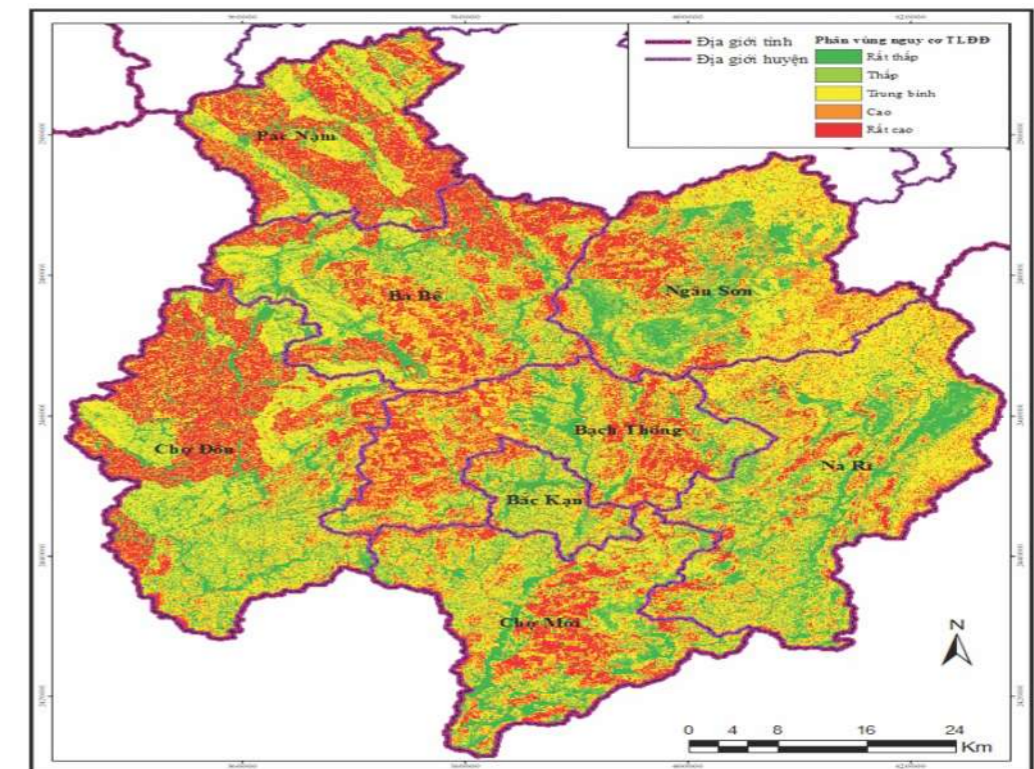 Địa giới tỉnh
Địa giới huyện
Phân vùng nguy cơ TLĐĐ
Rất thấp
Thấp
Trung bình
Cao
Rất cao
Pác Nặm
Ba Bể
Ngân Sơn
Chợ Đồn
Bạch Thông
Na Rì
Bắc Kạn
Chợ Mới
N
0 4 8 16 24
Km